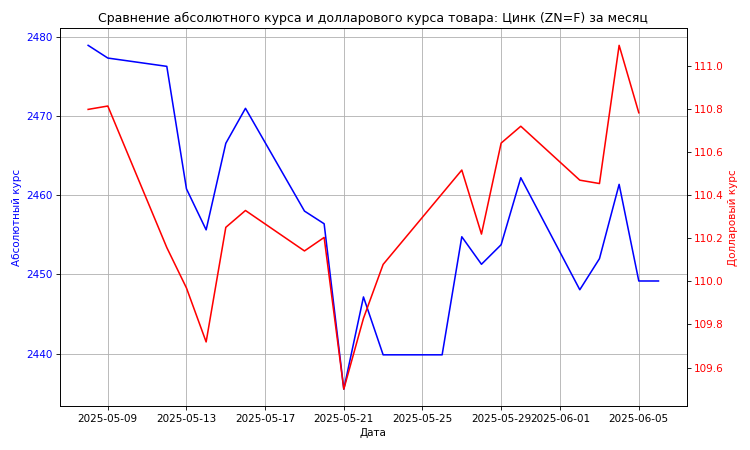 Сравнение абсолютного курса и долларового курса товара: Цинк (ZN=F) за месяц
2480
2470
2460
2450
2440
Абсолютный курс
111.0
110.8
110.6
110.4
110.2
110.0
109.8
109.6
Долларовый курс
2025-05-09 2025-05-13 2025-05-17 2025-05-21 2025-05-25 2025-05-29 2025-06-01 2025-06-05
Дата